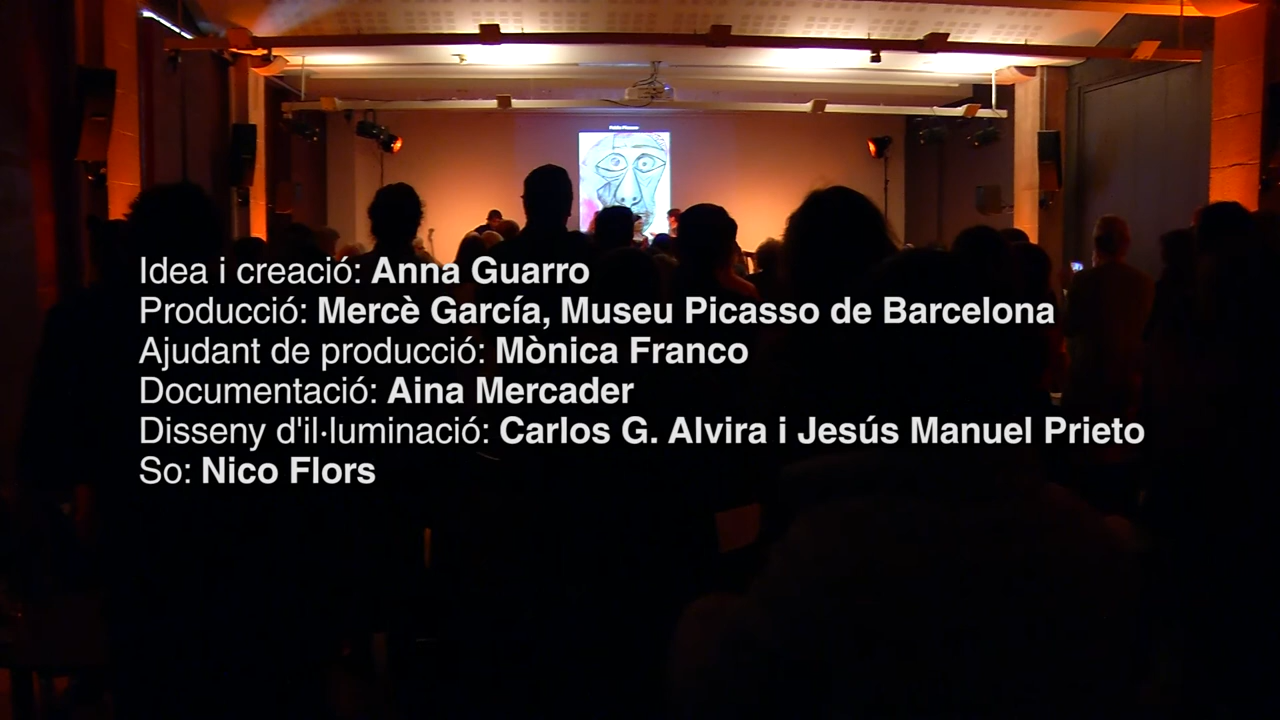 Idea i creació: Anna Guarro
Producció: Mercè García, Museu Picasso de Barcelona
Ajudant de producció: Mònica Franco
Documentació: Aina Mercader
Disseny d'il·luminació: Carlos G. Alvira i Jesús Manuel Prieto
So: Nico Flors